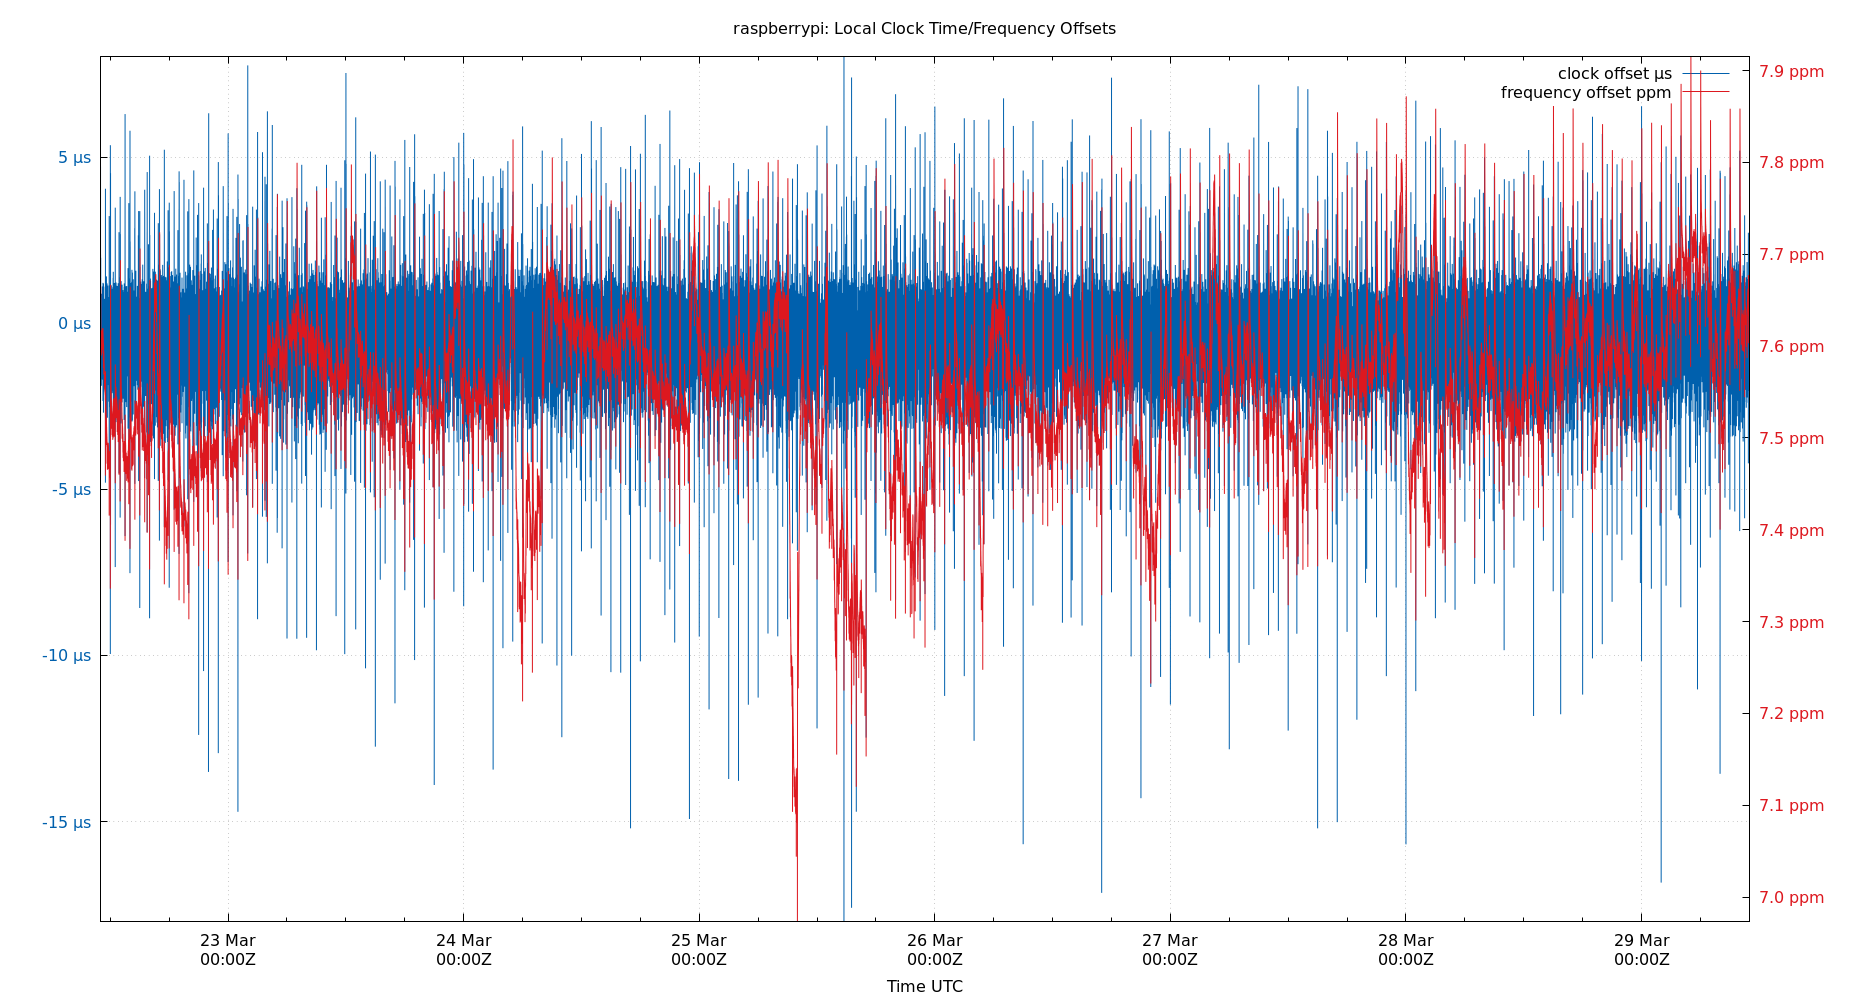 raspberrypi: Local Clock Time/Frequency Offsets
clock offset µs
frequency offset ppm
5 µs
0 µs
-5 µs
-10 µs
-15 µs
7.9 ppm
7.8 ppm
7.7 ppm
7.6 ppm
7.5 ppm
7.4 ppm
7.3 ppm
7.2 ppm
7.1 ppm
7.0 ppm
23 Mar
00:00Z
24 Mar
00:00Z
25 Mar
00:00Z
26 Mar
00:00Z
27 Mar
00:00Z
28 Mar
00:00Z
29 Mar
00:00Z
Time UTC